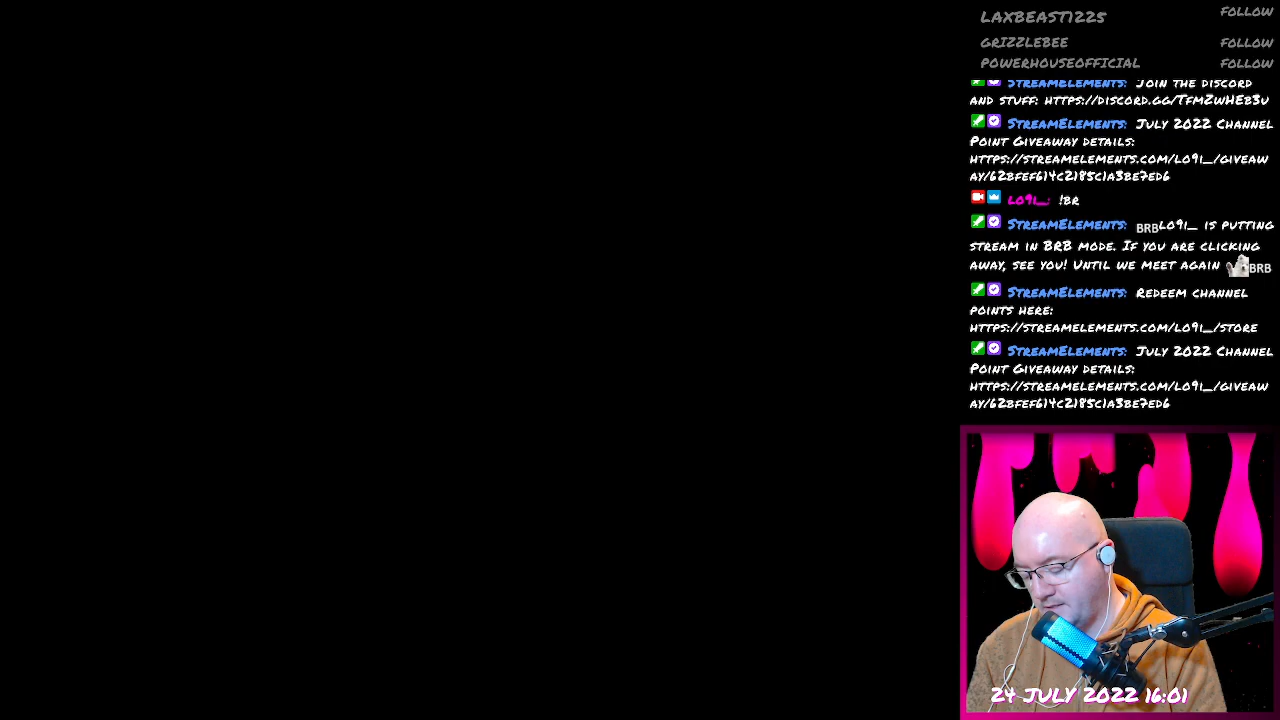 LAXBEAST1225 FOLLOW
GRIZZLEBEE FOLLOW
POWERHOUSEOFFICIAL FOLLOW
StreamElements: Join the discord
and stuff: https://discord.gg/TfmZwHEb3u
StreamElements: July 2022 Channel
Point Giveaway details:
https://streamelements.com/lo9i_/giveaw
ay/62bfef614c2185c1a3be7ed6
lo9i_: !br
StreamElements: BRB lo9i_ is putting
stream in BRB mode. If you are clicking
away, see you! Until we meet again BRB
StreamElements: Redeem channel
points here:
https://streamelements.com/lo9i_/store
StreamElements: July 2022 Channel
Point Giveaway details:
https://streamelements.com/lo9i_/giveaw
ay/62bfef614c2185c1a3be7ed6
24 JULY 2022 16:01